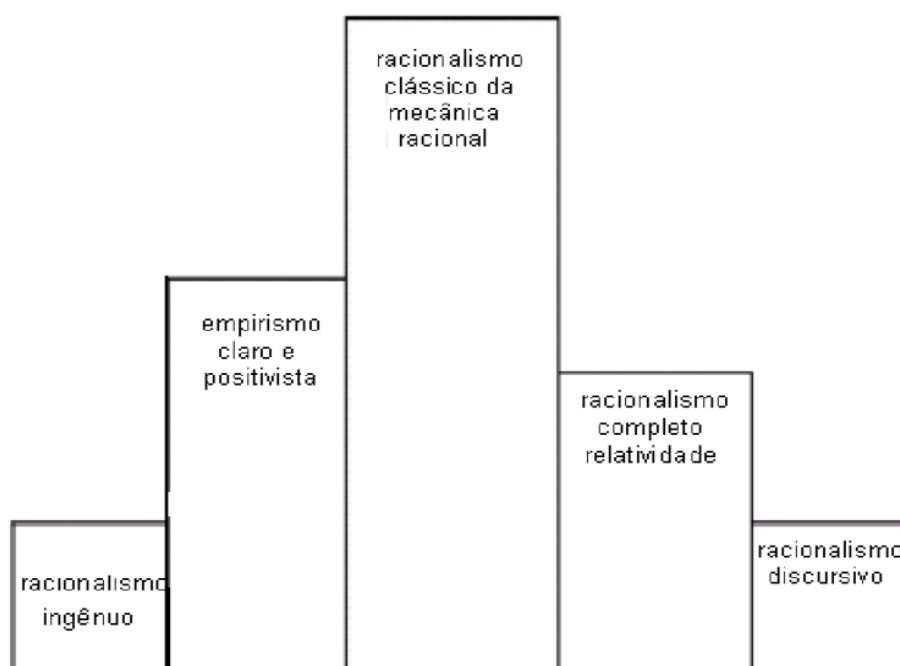 racionalismo
clássico da
mecânica
racional
empirismo
claro e
positivista
racionalismo
completo
relatividade
racionalismo
discursivo
racionalismo
ingênuo